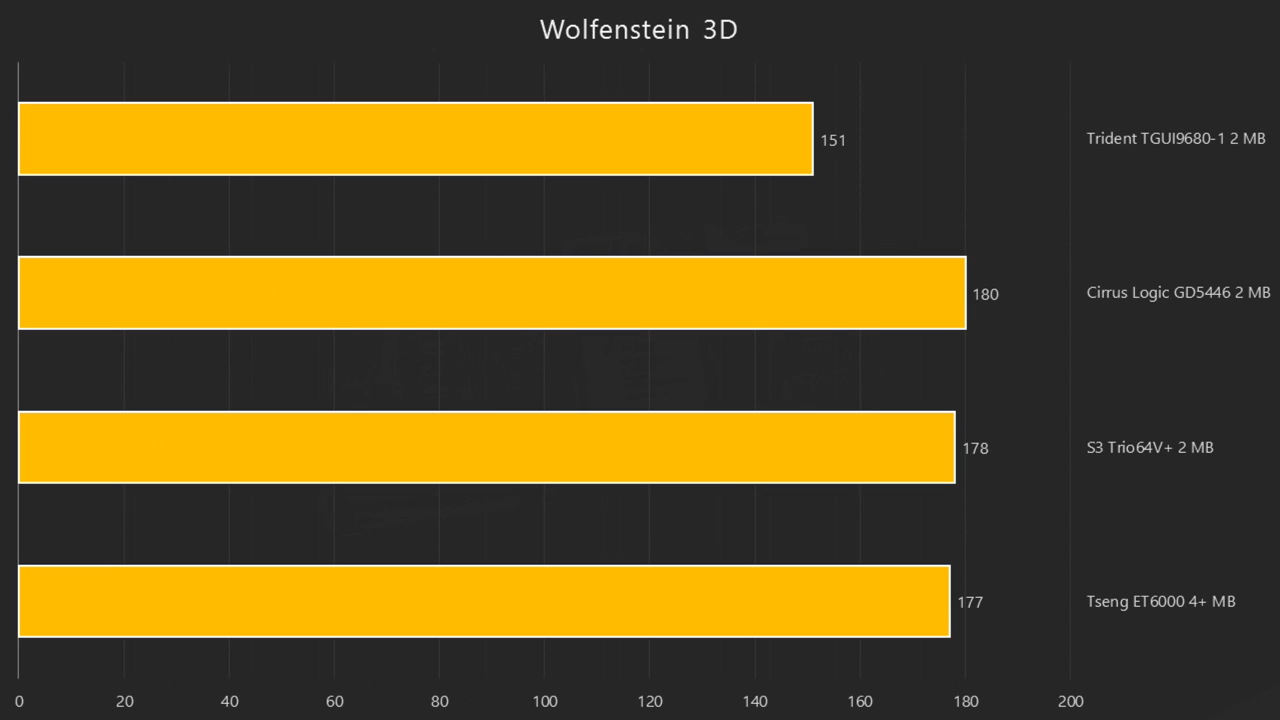 Wolfenstein 3D
151 Trident TGUI9680-1 2 MB
180 Cirrus Logic GD5446 2 MB
178 S3 Trio64V+ 2 MB
177 Tseng ET6000 4+ MB
0 20 40 60 80 100 120 140 160 180 200